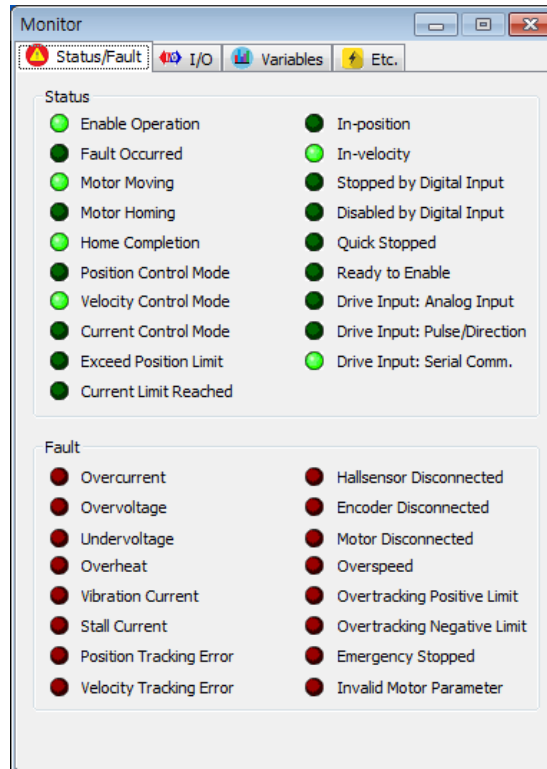 Monitor
Status/Fault I/O Variables Etc.
Status
Enable Operation
Fault Occurred
Motor Moving
Motor Homing
Home Completion
Position Control Mode
Velocity Control Mode
Current Control Mode
Exceed Position Limit
Current Limit Reached
In-position
In-velocity
Stopped by Digital Input
Disabled by Digital Input
Quick Stopped
Ready to Enable
Drive Input: Analog Input
Drive Input: Pulse/Direction
Drive Input: Serial Comm.
Fault
Overcurrent
Overvoltage
Undervoltage
Overheat
Vibration Current
Stall Current
Position Tracking Error
Velocity Tracking Error
Hallsensor Disconnected
Encoder Disconnected
Motor Disconnected
Overspeed
Overtracking Positive Limit
Overtracking Negative Limit
Emergency Stopped
Invalid Motor Parameter